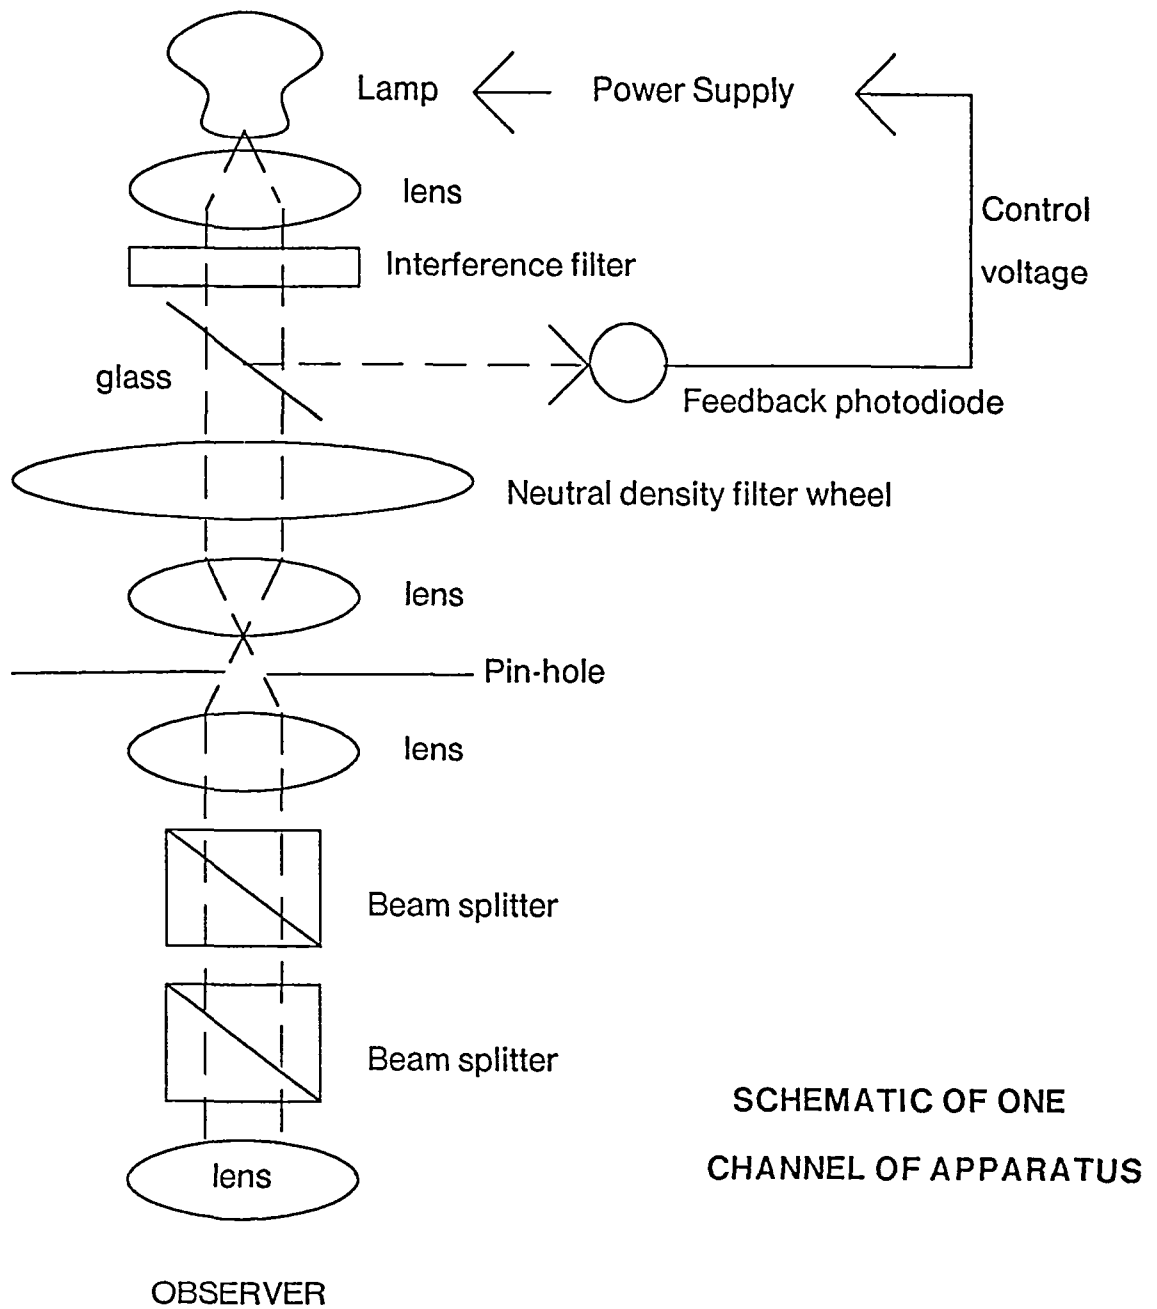 Lamp
Power Supply
lens
Control
voltage
Interference filter
glass
Feedback photodiode
Neutral density filter wheel
lens
Pin-hole
lens
Beam splitter
Beam splitter
SCHEMATIC OF ONE
CHANNEL OF APPARATUS
lens
OBSERVER